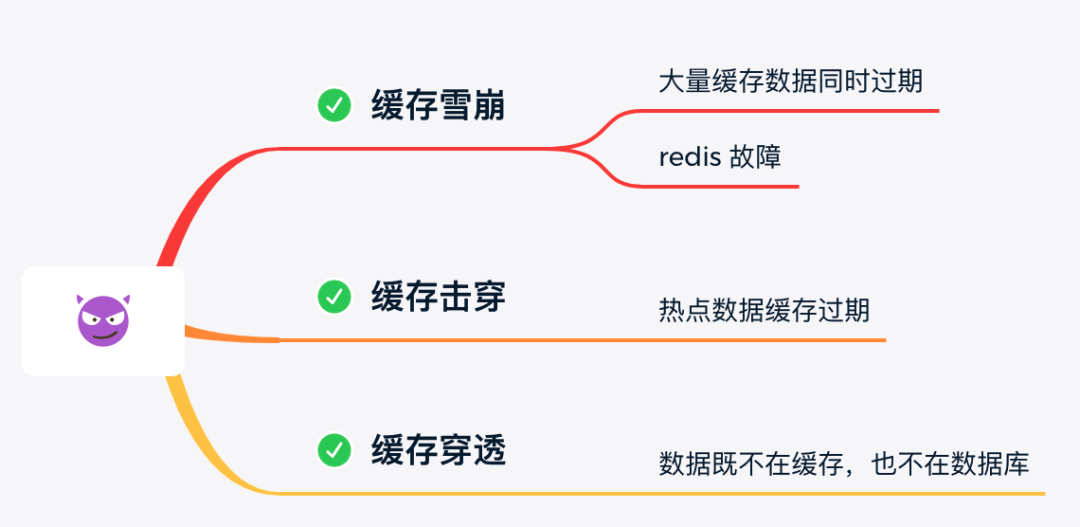 缓存雪崩
大量缓存数据同时过期
redis 故障
缓存击穿
热点数据缓存过期
缓存穿透
数据既不在缓存，也不在数据库